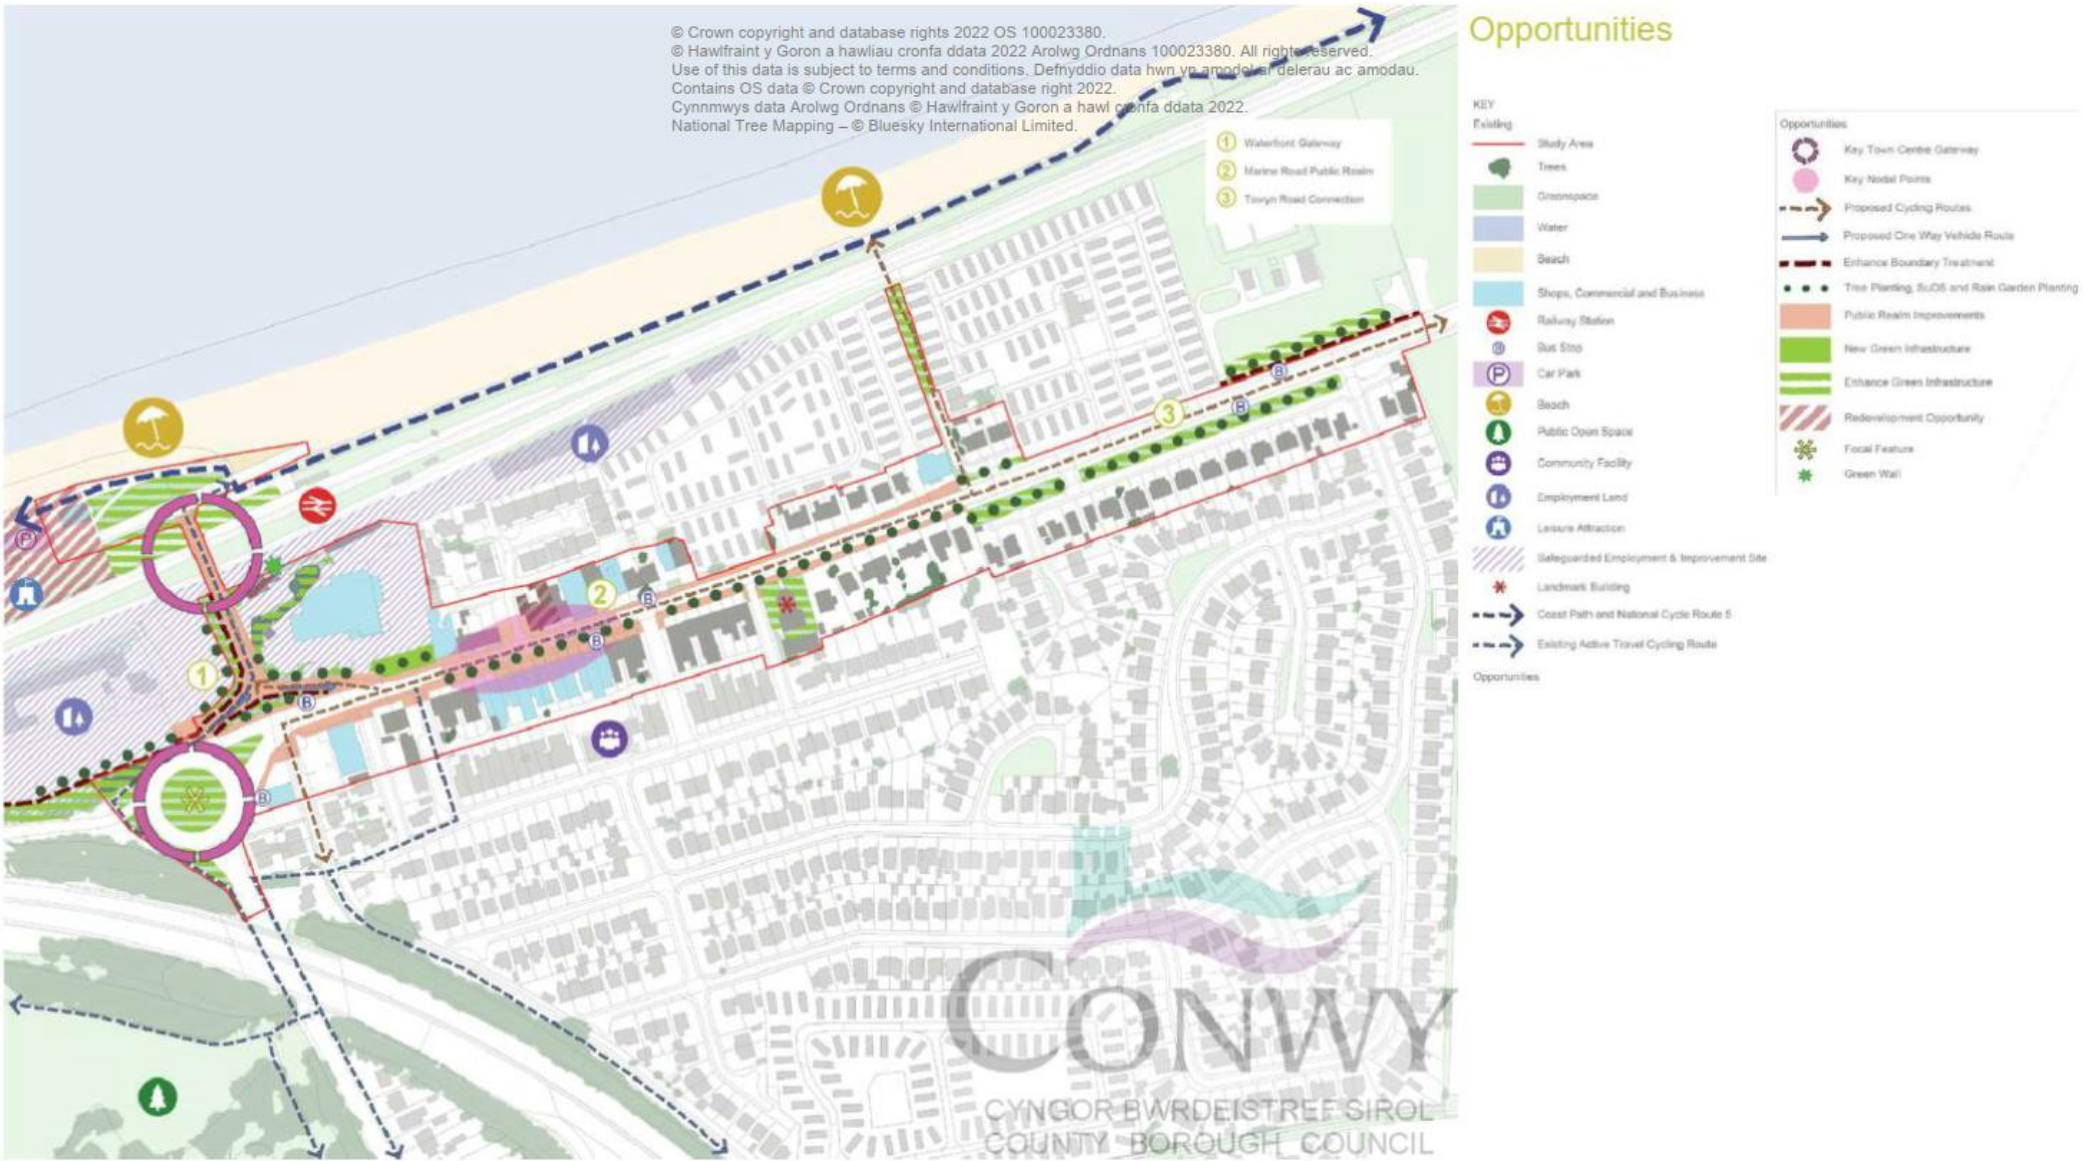 © Crown copyright and database rights 2022 OS 100023380.
© Hawlfraint y Goron a hawliau cronfa ddata 2022 Arolwg Ordnans 100023380. All rights reserved.
Use of this data is subject to terms and conditions. Defnyddio data hwn yn amodol ar delerau ac amodau.
Contains OS data © Crown copyright and database right 2022.
Cynnmwys data Arolwg Ordnans © Hawlfraint y Goron a hawl cronfa ddata 2022.
National Tree Mapping – © Bluesky International Limited.
1 Waterfront Gateway
2 Marine Road Public Realm
3 Towyn Road Connection
3
2
1
P
B
B
B
B
B
B
CONWY
CYNGOR BWRDEISTREF SIROL
COUNTY BOROUGH COUNCIL
Opportunities
KEY
Existing
Study Area
Trees
Greenspace
Water
Beach
Shops, Commercial and Business
Railway Station
B Bus Stop
P Car Park
Beach
Public Open Space
Community Facility
Employment Land
Leisure Attraction
Safeguarded Employment & Improvement Site
Landmark Building
Coast Path and National Cycle Route 5
Existing Active Travel Cycling Route
Opportunities
Opportunities
Key Town Centre Gateway
Key Nodal Points
Proposed Cycling Routes
Proposed One Way Vehicle Route
Enhance Boundary Treatment
Tree Planting, SuDS and Rain Garden Planting
Public Realm Improvements
New Green Infrastructure
Enhance Green Infrastructure
Redevelopment Opportunity
Focal Feature
Green Wall